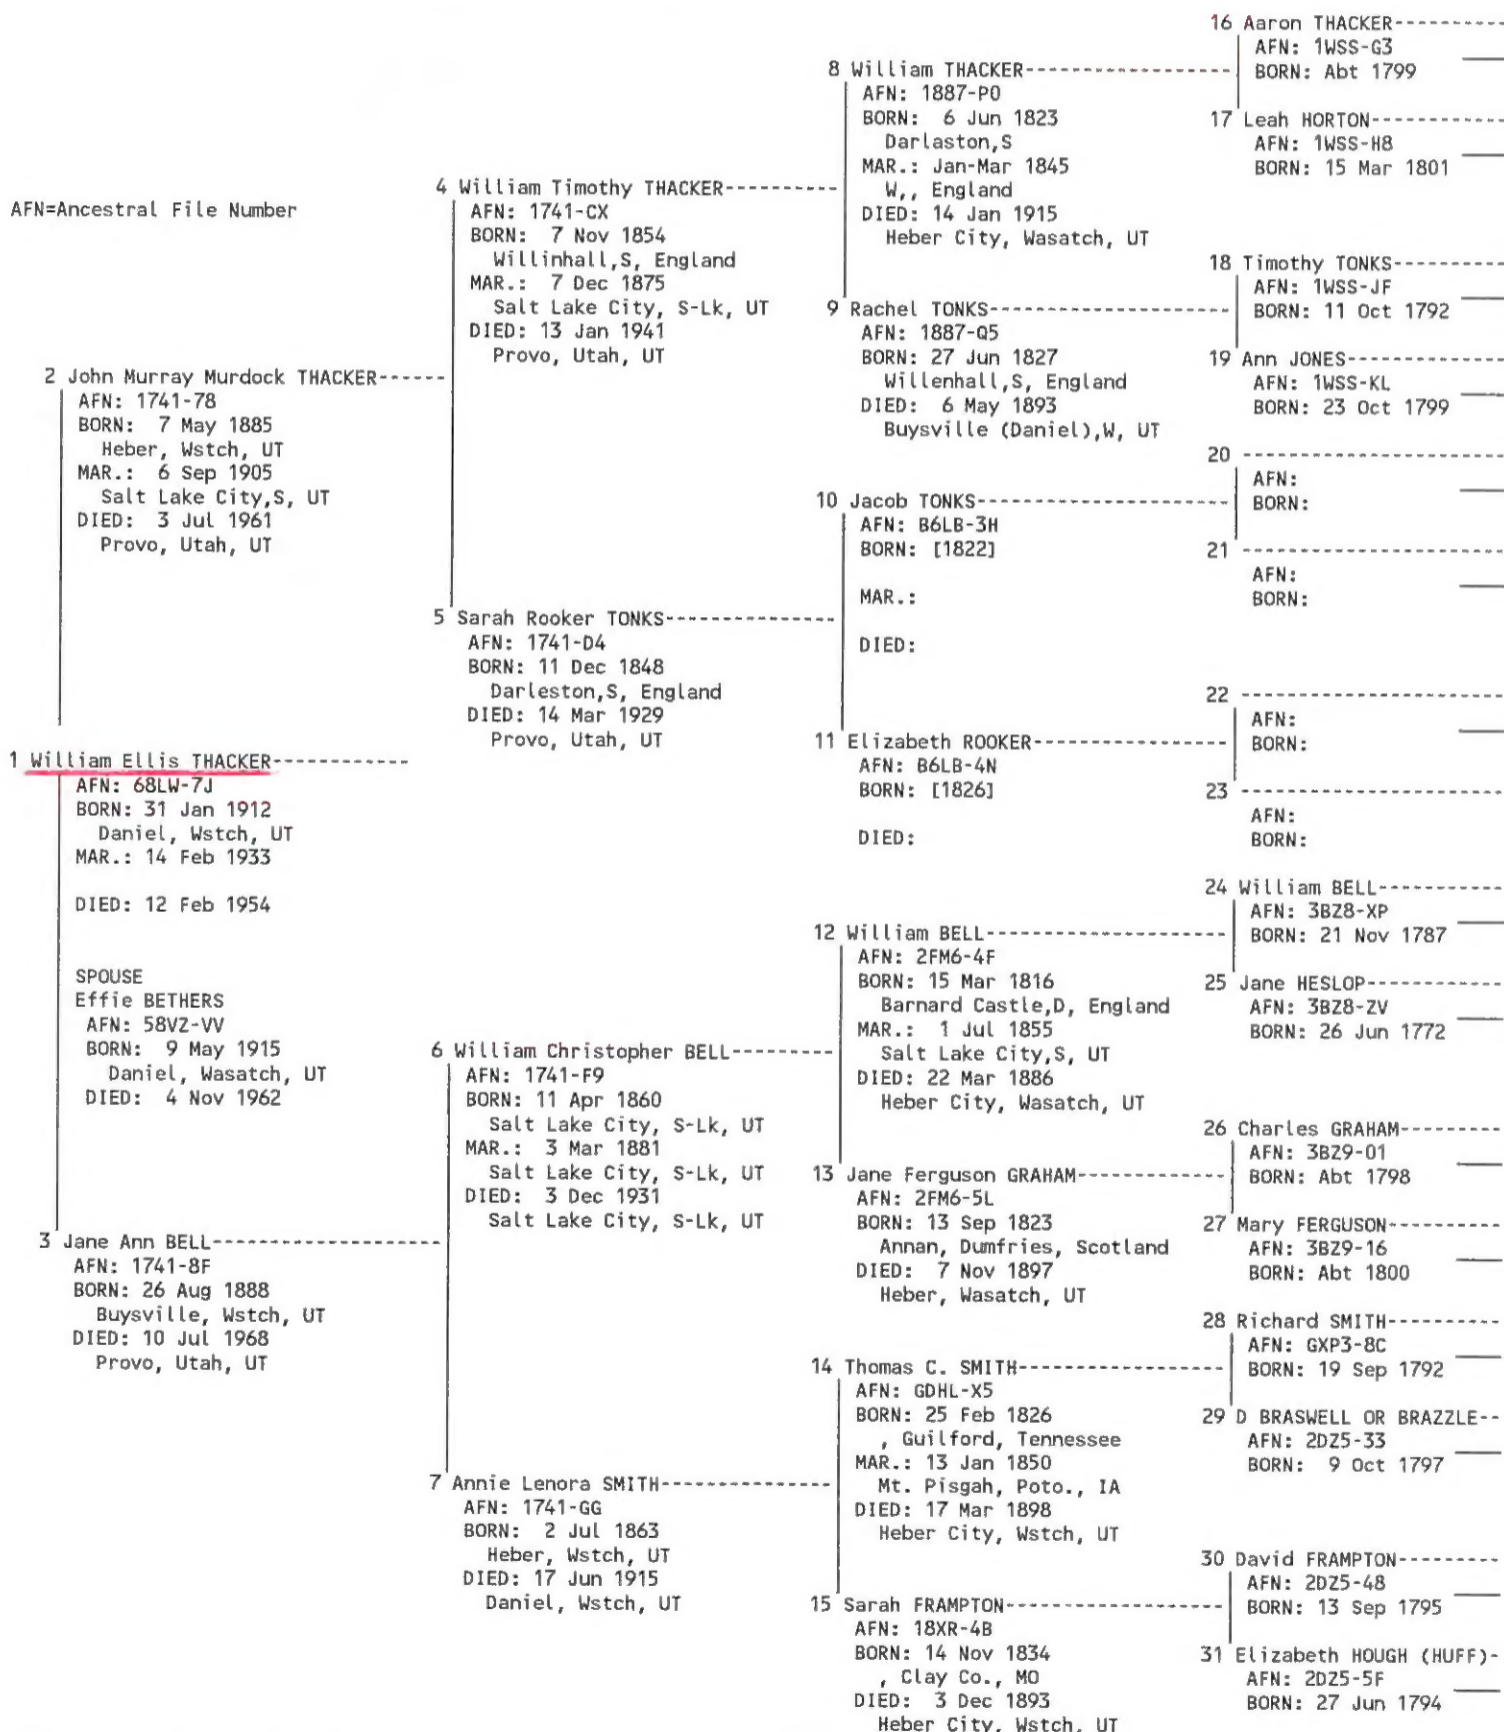 AFN=Ancestral File Number
1 William Ellis THACKER------------
AFN: 68LW-7J
BORN: 31 Jan 1912
Daniel, Wstch, UT
MAR.: 14 Feb 1933
DIED: 12 Feb 1954
SPOUSE
Effie BETHERS
AFN: 58VZ-VV
BORN: 9 May 1915
Daniel, Wasatch, UT
DIED: 4 Nov 1962
2 John Murray Murdock THACKER------
AFN: 1741-78
BORN: 7 May 1885
Heber, Wstch, UT
MAR.: 6 Sep 1905
Salt Lake City,S, UT
DIED: 3 Jul 1961
Provo, Utah, UT
3 Jane Ann BELL--------------------
AFN: 1741-8F
BORN: 26 Aug 1888
Buysville, Wstch, UT
DIED: 10 Jul 1968
Provo, Utah, UT
4 William Timothy THACKER----------
AFN: 1741-CX
BORN: 7 Nov 1854
Willinhall,S, England
MAR.: 7 Dec 1875
Salt Lake City, S-Lk, UT
DIED: 13 Jan 1941
Provo, Utah, UT
5 Sarah Rooker TONKS---------------
AFN: 1741-D4
BORN: 11 Dec 1848
Darleston,S, England
DIED: 14 Mar 1929
Provo, Utah, UT
6 William Christopher BELL---------
AFN: 1741-F9
BORN: 11 Apr 1860
Salt Lake City, S-Lk, UT
MAR.: 3 Mar 1881
Salt Lake City, S-Lk, UT
DIED: 3 Dec 1931
Salt Lake City, S-Lk, UT
7 Annie Lenora SMITH---------------
AFN: 1741-GG
BORN: 2 Jul 1863
Heber, Wstch, UT
DIED: 17 Jun 1915
Daniel, Wstch, UT
8 William THACKER------------------
AFN: 1887-P0
BORN: 6 Jun 1823
Darlaston,S
MAR.: Jan-Mar 1845
W,, England
DIED: 14 Jan 1915
Heber City, Wasatch, UT
9 Rachel TONKS---------------------
AFN: 1887-Q5
BORN: 27 Jun 1827
Willenhall,S, England
DIED: 6 May 1893
Buysville (Daniel),W, UT
10 Jacob TONKS----------------------
AFN: B6LB-3H
BORN: [1822]
MAR.:
DIED:
11 Elizabeth ROOKER-----------------
AFN: B6LB-4N
BORN: [1826]
DIED:
12 William BELL---------------------
AFN: 2FM6-4F
BORN: 15 Mar 1816
Barnard Castle,D, England
MAR.: 1 Jul 1855
Salt Lake City,S, UT
DIED: 22 Mar 1886
Heber City, Wasatch, UT
13 Jane Ferguson GRAHAM-------------
AFN: 2FM6-5L
BORN: 13 Sep 1823
Annan, Dumfries, Scotland
DIED: 7 Nov 1897
Heber, Wasatch, UT
14 Thomas C. SMITH------------------
AFN: GDHL-X5
BORN: 25 Feb 1826
, Guilford, Tennessee
MAR.: 13 Jan 1850
Mt. Pisgah, Poto., IA
DIED: 17 Mar 1898
Heber City, Wstch, UT
15 Sarah FRAMPTON-------------------
AFN: 18XR-4B
BORN: 14 Nov 1834
, Clay Co., MO
DIED: 3 Dec 1893
Heber City, Wstch, UT
16 Aaron THACKER----------
AFN: 1WSS-G3
BORN: Abt 1799
17 Leah HORTON------------
AFN: 1WSS-H8
BORN: 15 Mar 1801
18 Timothy TONKS----------
AFN: 1WSS-JF
BORN: 11 Oct 1792
19 Ann JONES--------------
AFN: 1WSS-KL
BORN: 23 Oct 1799
20 ------------------------
AFN:
BORN:
21 ------------------------
AFN:
BORN:
22 ------------------------
AFN:
BORN:
23 ------------------------
AFN:
BORN:
24 William BELL-----------
AFN: 3BZ8-XP
BORN: 21 Nov 1787
25 Jane HESLOP------------
AFN: 3BZ8-ZV
BORN: 26 Jun 1772
26 Charles GRAHAM---------
AFN: 3BZ9-01
BORN: Abt 1798
27 Mary FERGUSON----------
AFN: 3BZ9-16
BORN: Abt 1800
28 Richard SMITH----------
AFN: GXP3-8C
BORN: 19 Sep 1792
29 D BRASWELL OR BRAZZLE--
AFN: 2DZ5-33
BORN: 9 Oct 1797
30 David FRAMPTON---------
AFN: 2DZ5-48
BORN: 13 Sep 1795
31 Elizabeth HOUGH (HUFF)-
AFN: 2DZ5-5F
BORN: 27 Jun 1794